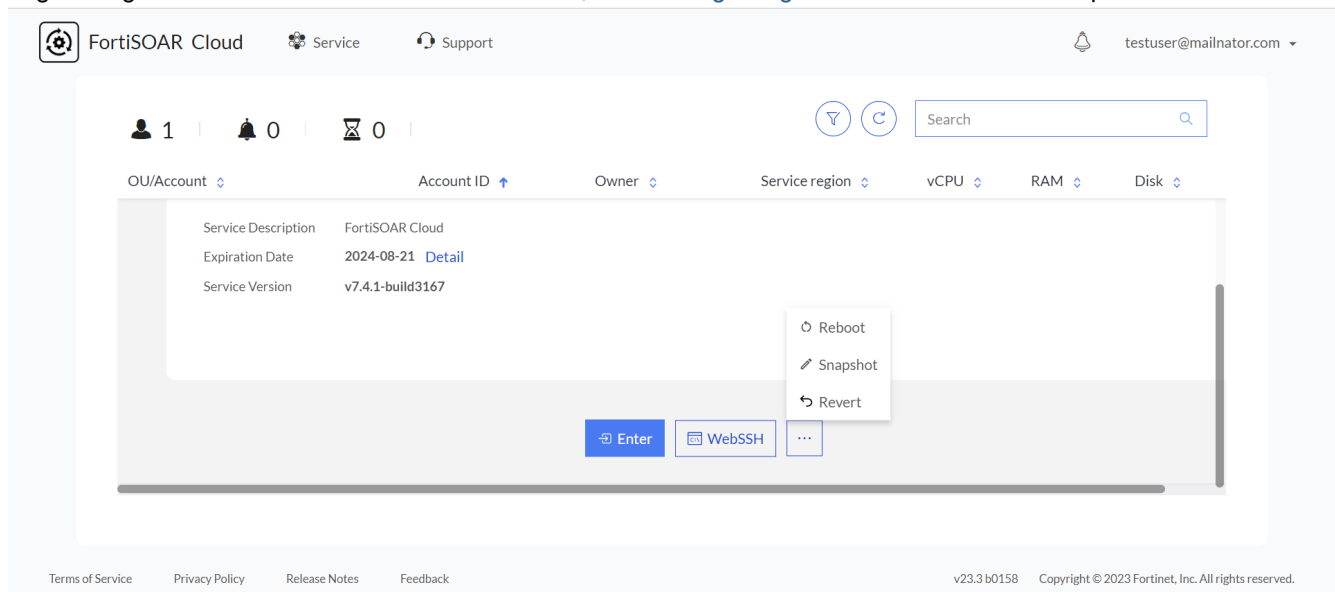 FortiSOAR Cloud Service Support testuser@mailnator.com
1 0 0 Search
OU/Account Account ID Owner Service region vCPU RAM Disk
Service Description FortiSOAR Cloud
Expiration Date 2024-08-21 Detail
Service Version v7.4.1-build3167
Reboot
Snapshot
Revert
Enter WebSSH ...
Terms of Service Privacy Policy Release Notes Feedback v23.3 b0158 Copyright © 2023 Fortinet, Inc. All rights reserved.